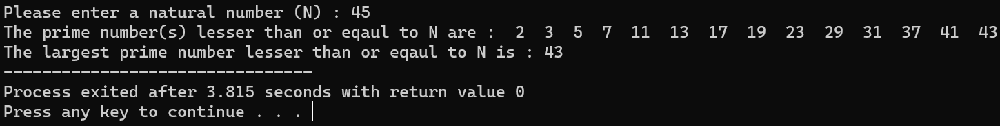 Please enter a natural number (N) : 45
The prime number(s) lesser than or eqaul to N are :  2  3  5  7  11  13  17  19  23  29  31  37  41  43
The largest prime number lesser than or eqaul to N is : 43
--------------------------------
Process exited after 3.815 seconds with return value 0
Press any key to continue . . .